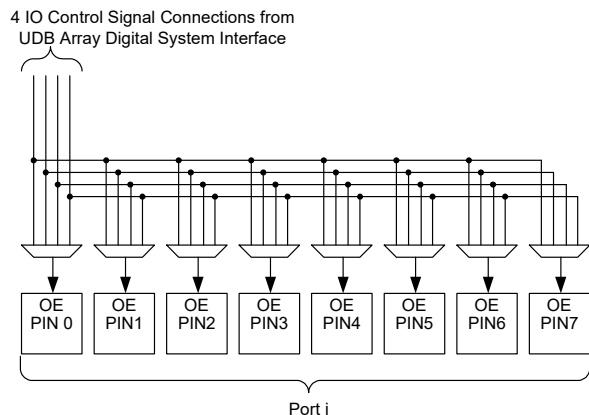 4 IO Control Signal Connections from
UDB Array Digital System Interface
OE
PIN 0
OE
PIN1
OE
PIN2
OE
PIN3
OE
PIN4
OE
PIN5
OE
PIN6
OE
PIN7
Port i